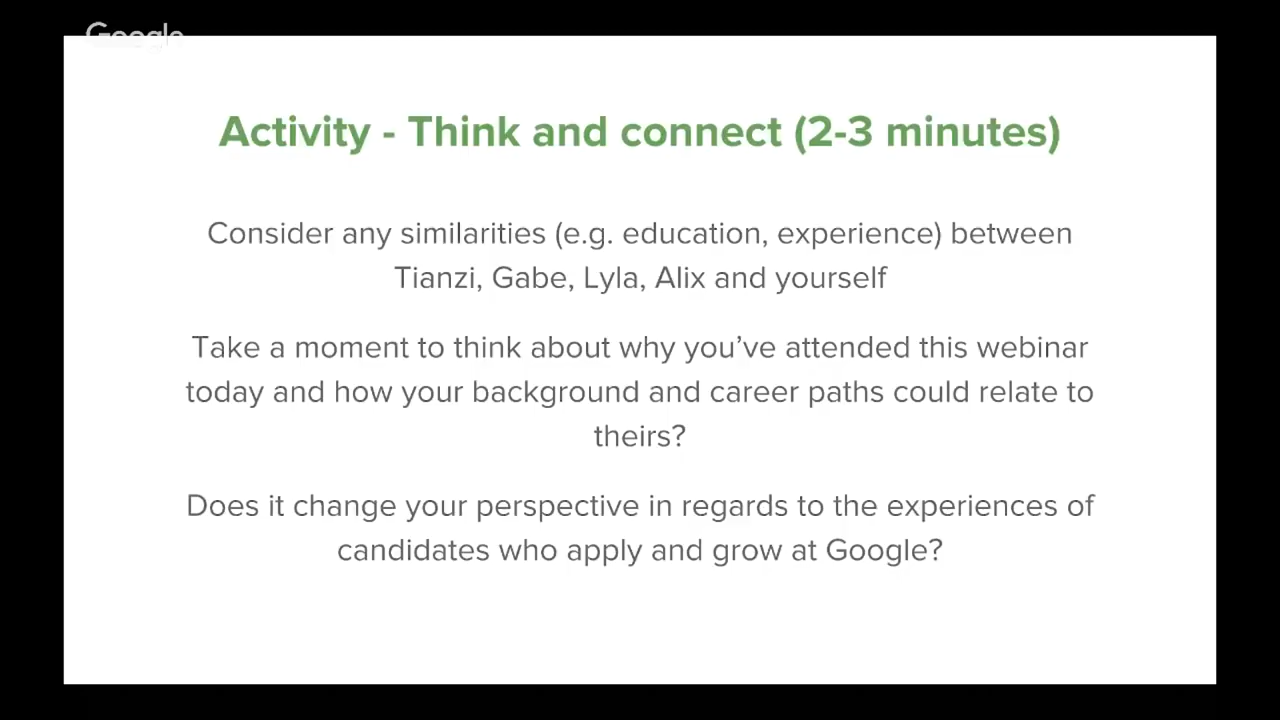 Google
Activity - Think and connect (2-3 minutes)
Consider any similarities (e.g. education, experience) between
Tianzi, Gabe, Lyla, Alix and yourself
Take a moment to think about why you’ve attended this webinar
today and how your background and career paths could relate to
theirs?
Does it change your perspective in regards to the experiences of
candidates who apply and grow at Google?